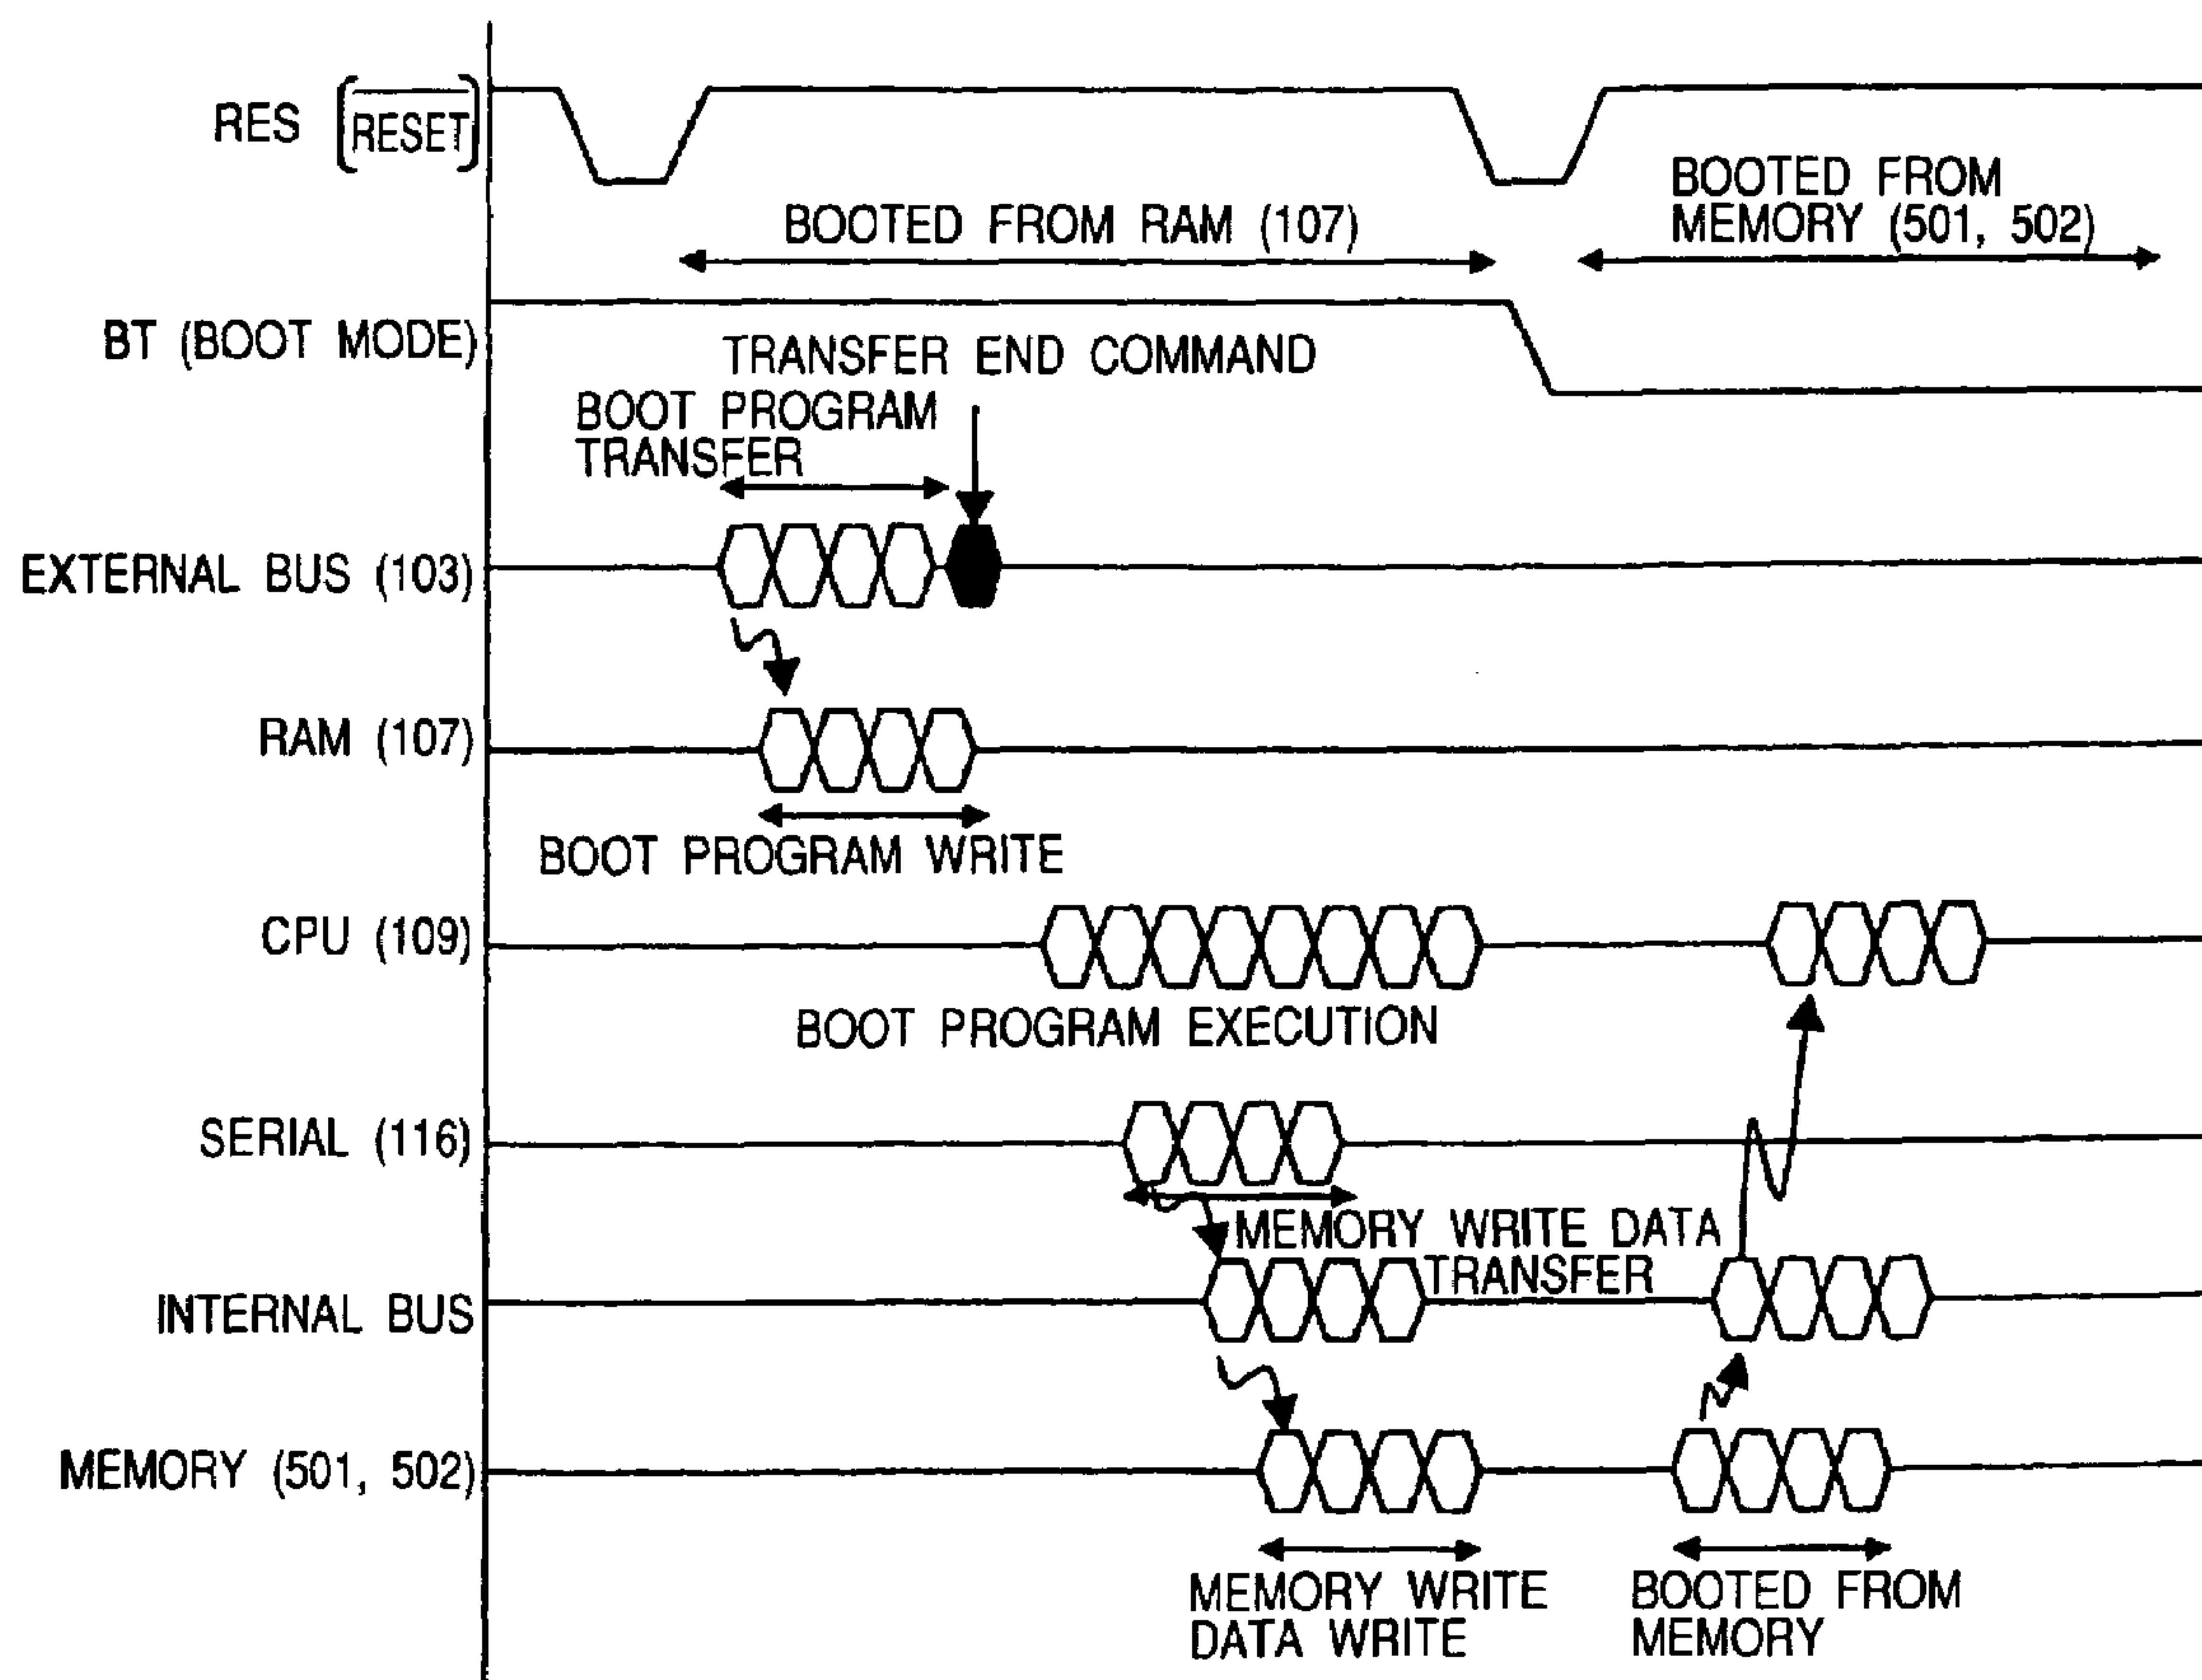 RES [RESET]
BOOTED FROM RAM (107)
BOOTED FROM
MEMORY (501, 502)
BT (BOOT MODE)
TRANSFER END COMMAND
BOOT PROGRAM
TRANSFER
EXTERNAL BUS (103)
RAM (107)
BOOT PROGRAM WRITE
CPU (109)
BOOT PROGRAM EXECUTION
SERIAL (116)
MEMORY WRITE DATA
TRANSFER
INTERNAL BUS
MEMORY (501, 502)
MEMORY WRITE
DATA WRITE
BOOTED FROM
MEMORY